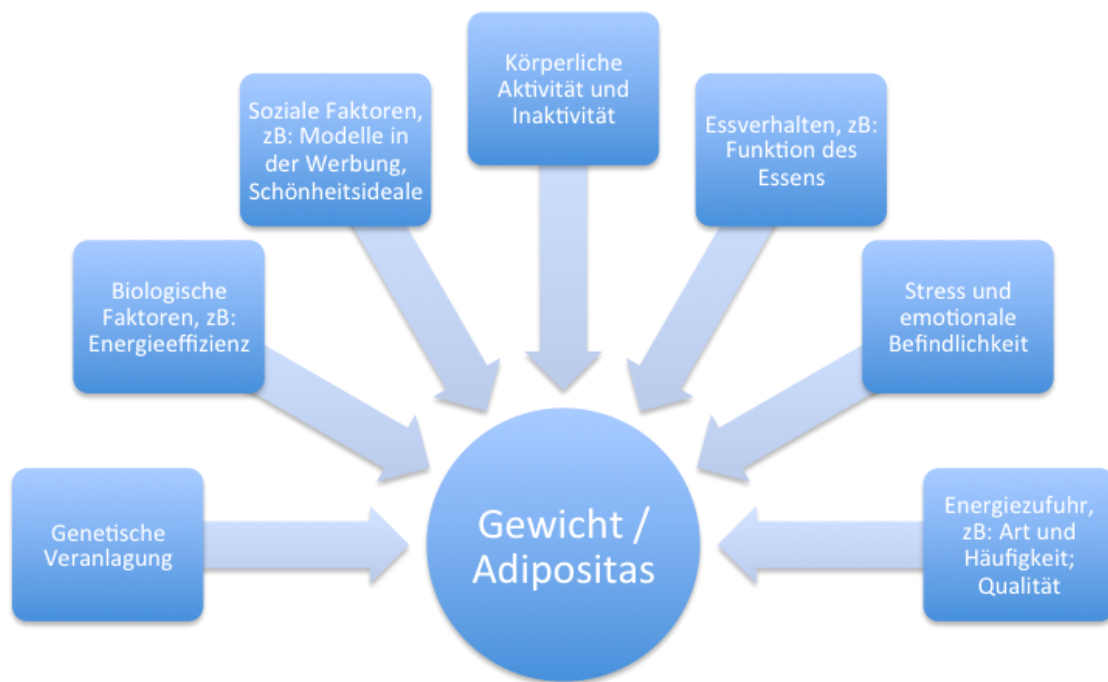 Körperliche
Aktivität und
Inaktivität
Soziale Faktoren,
zB: Modelle in
der Werbung,
Schönheitsideale
Essverhalten, zB:
Funktion des
Essens
Biologische
Faktoren, zB:
Energieeffizienz
Stress und
emotionale
Befindlichkeit
Genetische
Veranlagung
Gewicht /
Adipositas
Energiezufuhr,
zB: Art und
Häufigkeit;
Qualität